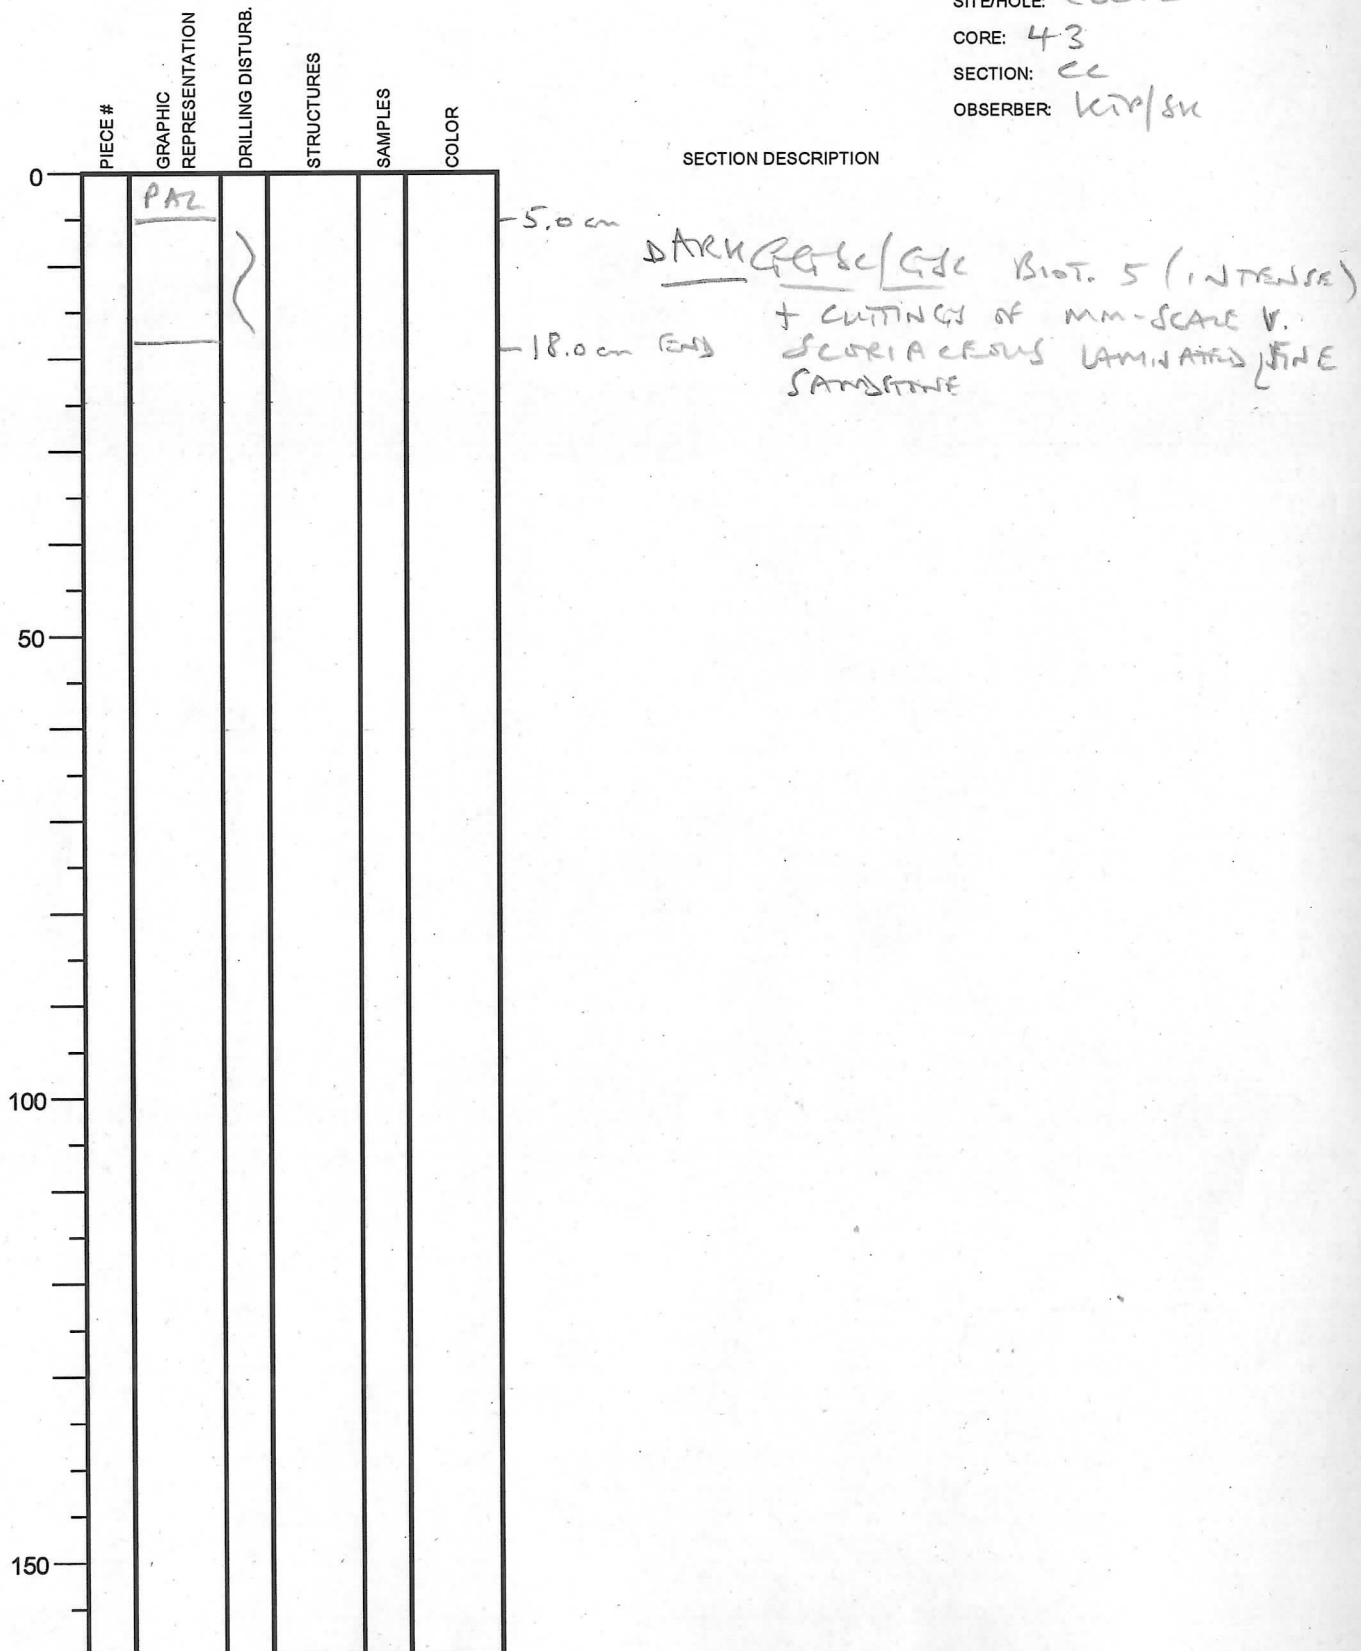 SITE/HOLE:
CORE: 43
SECTION: CC
OBSERBER:
PIECE #
GRAPHIC
REPRESENTATION
DRILLING DISTURB.
STRUCTURES
SAMPLES
COLOR
SECTION DESCRIPTION
0
PAL
5.0 cm
DARK BIOT. 5 (INTENSE)
+ CUTTINGS OF MM-SCALE V.
18.0 cm END SCORIACEOUS LAMINATED FINE
SANDSTONE
50
100
150